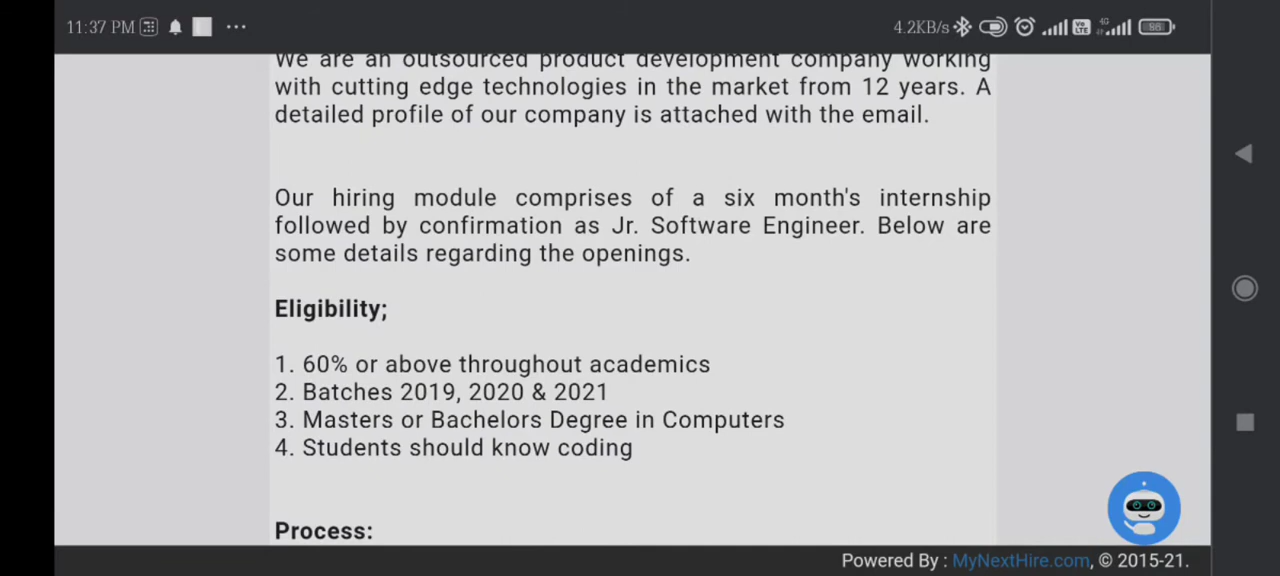 11:37 PM
4.2KB/s
4G
We are an outsourced product development company working
with cutting edge technologies in the market from 12 years. A
detailed profile of our company is attached with the email.
Our hiring module comprises of a six month's internship
followed by confirmation as Jr. Software Engineer. Below are
some details regarding the openings.
Eligibility;
1. 60% or above throughout academics
2. Batches 2019, 2020 & 2021
3. Masters or Bachelors Degree in Computers
4. Students should know coding
Process:
Powered By : MyNextHire.com, © 2015-21.